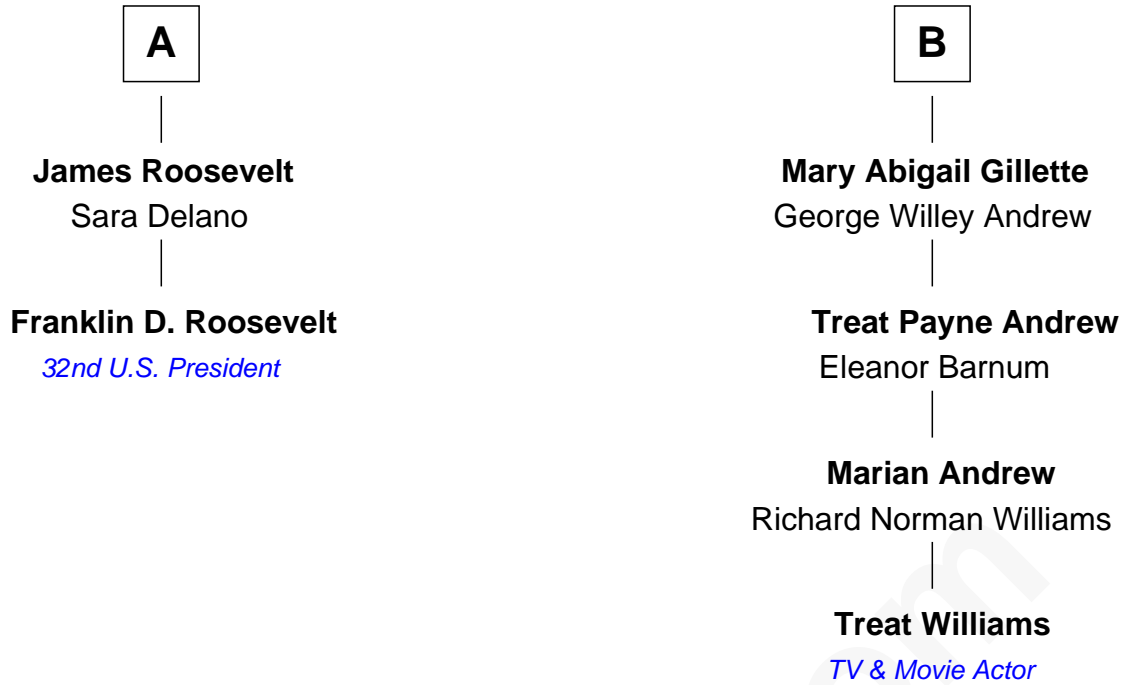 A
James Roosevelt
Sara Delano
Franklin D. Roosevelt
32nd U.S. President
B
Mary Abigail Gillette
George Willey Andrew
Treat Payne Andrew
Eleanor Barnum
Marian Andrew
Richard Norman Williams
Treat Williams
TV & Movie Actor